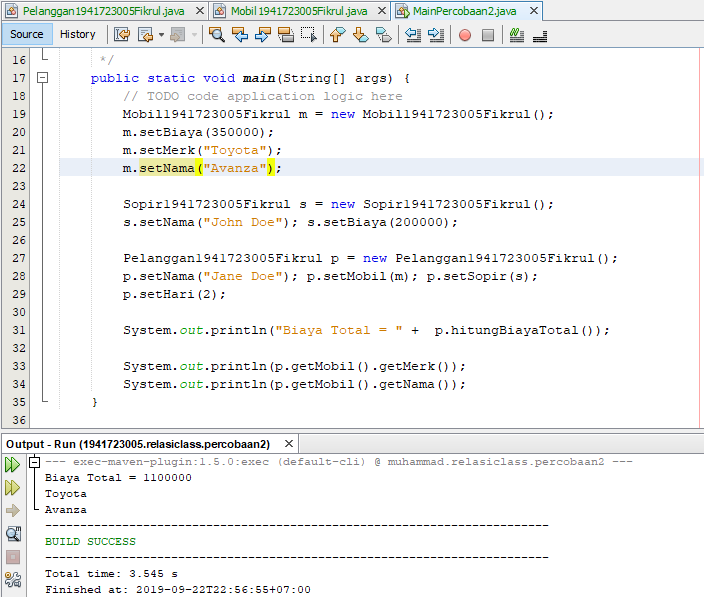 Pelanggan1941723005Fikrul.java Mobil1941723005Fikrul.java MainPercobaan2.java
Source History
16 */
17 public static void main(String[] args) {
18 // TODO code application logic here
19 Mobil1941723005Fikrul m = new Mobil1941723005Fikrul();
20 m.setBiaya(350000);
21 m.setMerk("Toyota");
22 m.setNama("Avanza");
23
24 Sopir1941723005Fikrul s = new Sopir1941723005Fikrul();
25 s.setNama("John Doe"); s.setBiaya(200000);
26
27 Pelanggan1941723005Fikrul p = new Pelanggan1941723005Fikrul();
28 p.setNama("Jane Doe"); p.setMobil(m); p.setSopir(s);
29 p.setHari(2);
30
31 System.out.println("Biaya Total = " + p.hitungBiayaTotal());
32
33 System.out.println(p.getMobil().getMerk());
34 System.out.println(p.getMobil().getNama());
35 }
36
Output - Run (1941723005.relasiclass.percobaan2)
--- exec-maven-plugin:1.5.0:exec (default-cli) @ muhammad.relasiclass.percobaan2 ---
Biaya Total = 1100000
Toyota
Avanza
------------------------------------------------------------------------
BUILD SUCCESS
------------------------------------------------------------------------
Total time: 3.545 s
Finished at: 2019-09-22T22:56:55+07:00